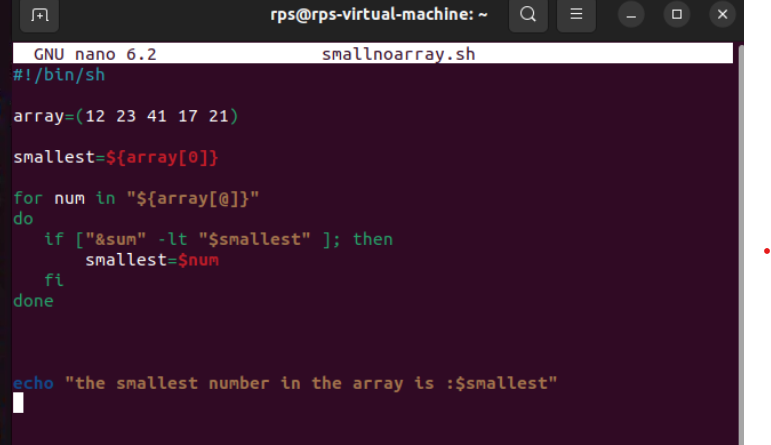 rps@rps-virtual-machine: ~
GNU nano 6.2 smallnoarray.sh
#!/bin/sh
array=(12 23 41 17 21)
smallest=${array[0]}
for num in "${array[@]}"
do
if ["&sum" -lt "$smallest" ]; then
smallest=$num
fi
done
echo "the smallest number in the array is :$smallest"